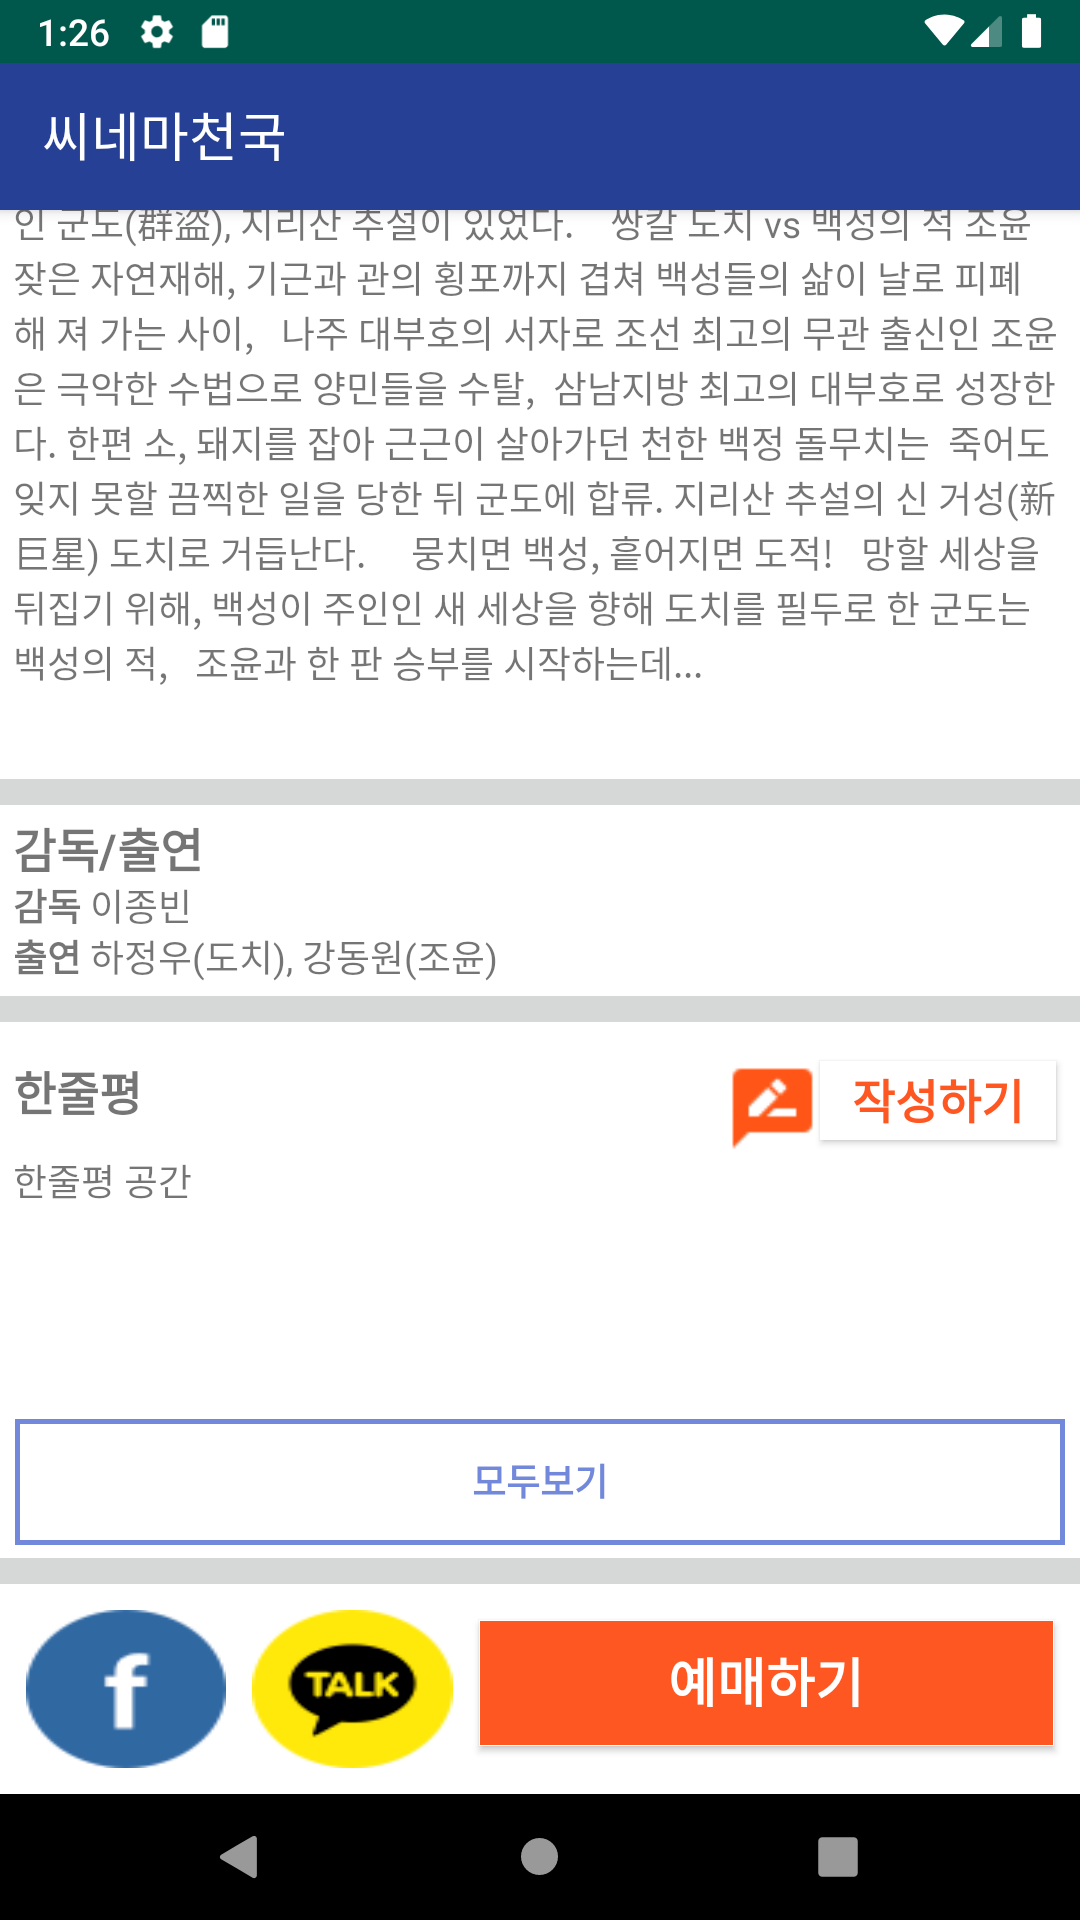 1:26
씨네마천국
인 군도(群盜), 지리산 추설이 있었다.    쌍칼 도치 vs 백성의 적 조윤
잦은 자연재해, 기근과 관의 횡포까지 겹쳐 백성들의 삶이 날로 피폐
해 져 가는 사이,   나주 대부호의 서자로 조선 최고의 무관 출신인 조윤
은 극악한 수법으로 양민들을 수탈,  삼남지방 최고의 대부호로 성장한
다. 한편 소, 돼지를 잡아 근근이 살아가던 천한 백정 돌무치는  죽어도
잊지 못할 끔찍한 일을 당한 뒤 군도에 합류. 지리산 추설의 신 거성(新
巨星) 도치로 거듭난다.     뭉치면 백성, 흩어지면 도적!   망할 세상을
뒤집기 위해, 백성이 주인인 새 세상을 향해 도치를 필두로 한 군도는
백성의 적,   조윤과 한 판 승부를 시작하는데...
감독/출연
감독 이종빈
출연 하정우(도치), 강동원(조윤)
한줄평
작성하기
한줄평 공간
모두보기
f
TALK
예매하기